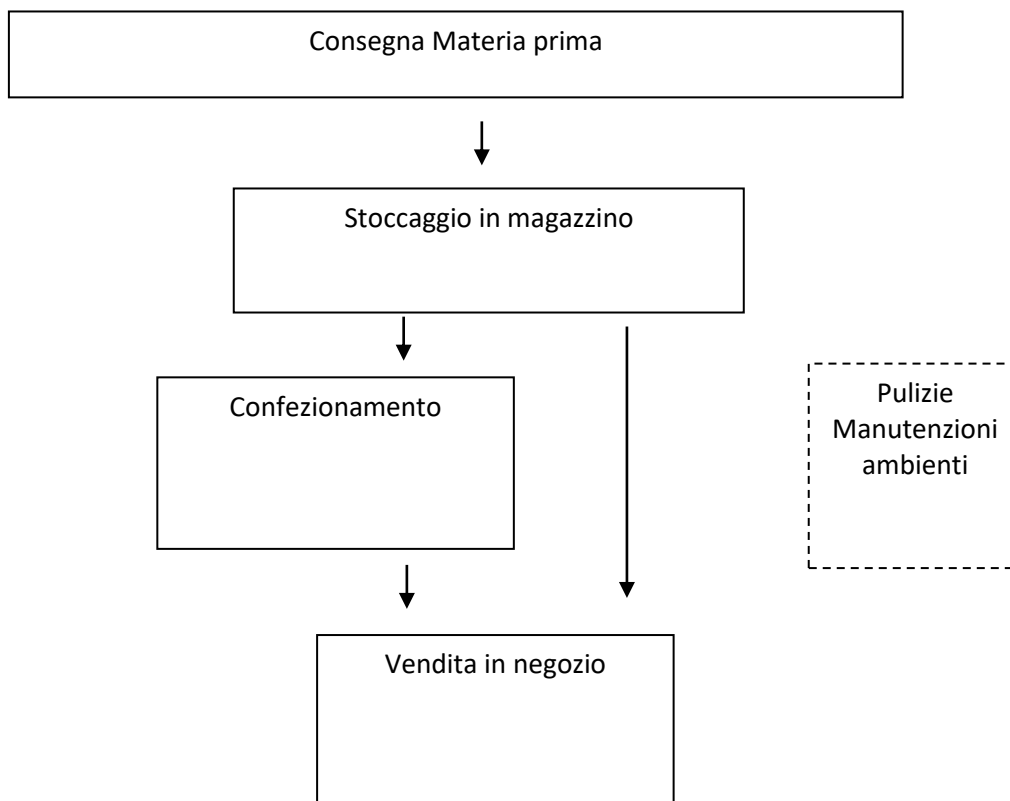 Consegna Materia prima
Stoccaggio in magazzino
Confezionamento
Pulizie
Manutenzioni
ambienti
Vendita in negozio